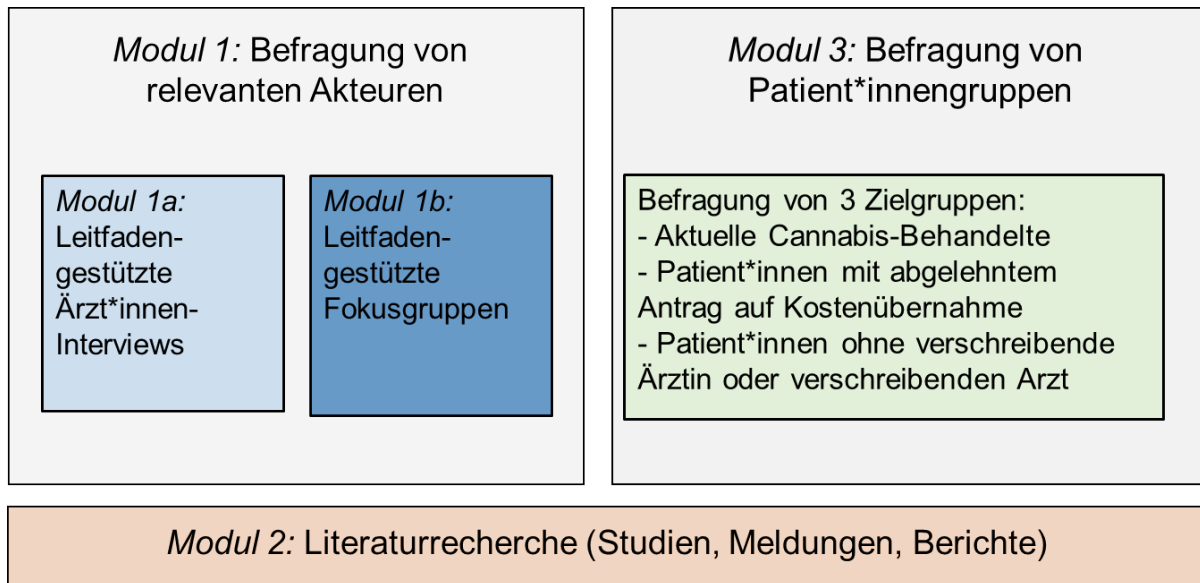 Modul 1: Befragung von
relevanten Akteuren
Modul 1a:
Leitfaden-
gestützte
Ärzt*innen-
Interviews
Modul 1b:
Leitfaden-
gestützte
Fokusgruppen
Modul 3: Befragung von
Patient*innengruppen
Befragung von 3 Zielgruppen:
- Aktuelle Cannabis-Behandelte
- Patient*innen mit abgelehntem
Antrag auf Kostenübernahme
- Patient*innen ohne verschreibende
Ärztin oder verschreibenden Arzt
Modul 2: Literaturrecherche (Studien, Meldungen, Berichte)